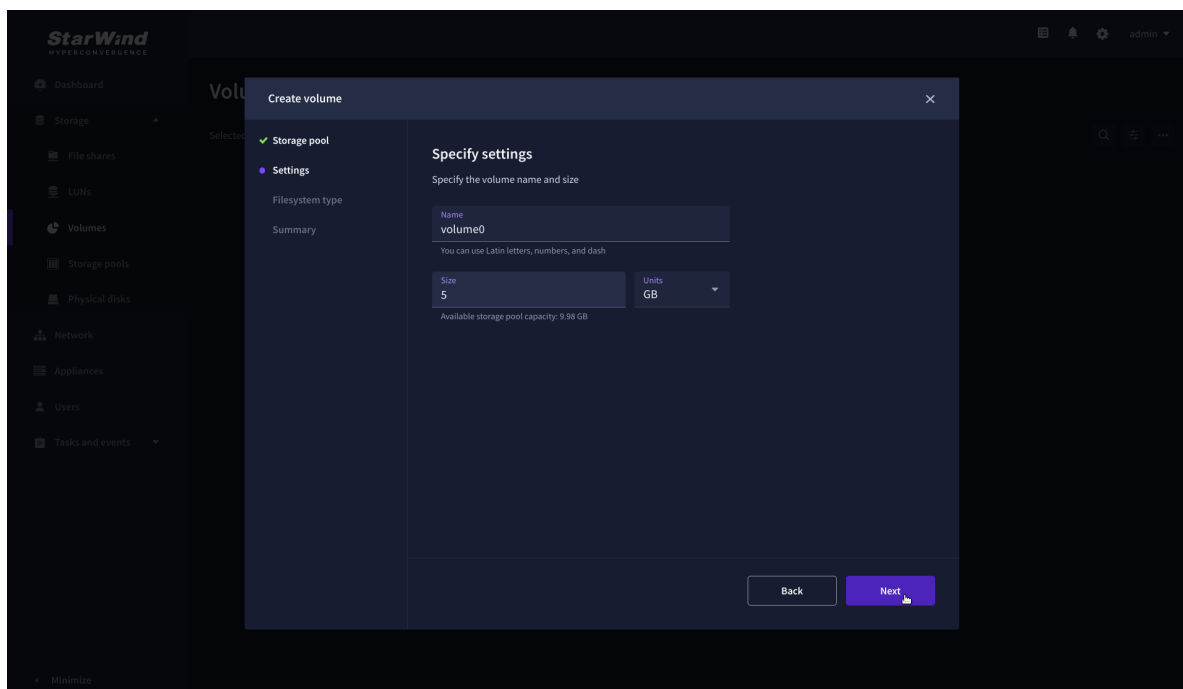 StarWind
HYPERCONVERGENCE
admin
Dashboard
Storage
File shares
LUNs
Volumes
Storage pools
Physical disks
Network
Appliances
Users
Tasks and events
Minimize
Volu
Selected
Create volume
Storage pool
Settings
Filesystem type
Summary
Specify settings
Specify the volume name and size
Name
volume0
You can use Latin letters, numbers, and dash
Size
5
Units
GB
Available storage pool capacity: 9.98 GB
Back
Next